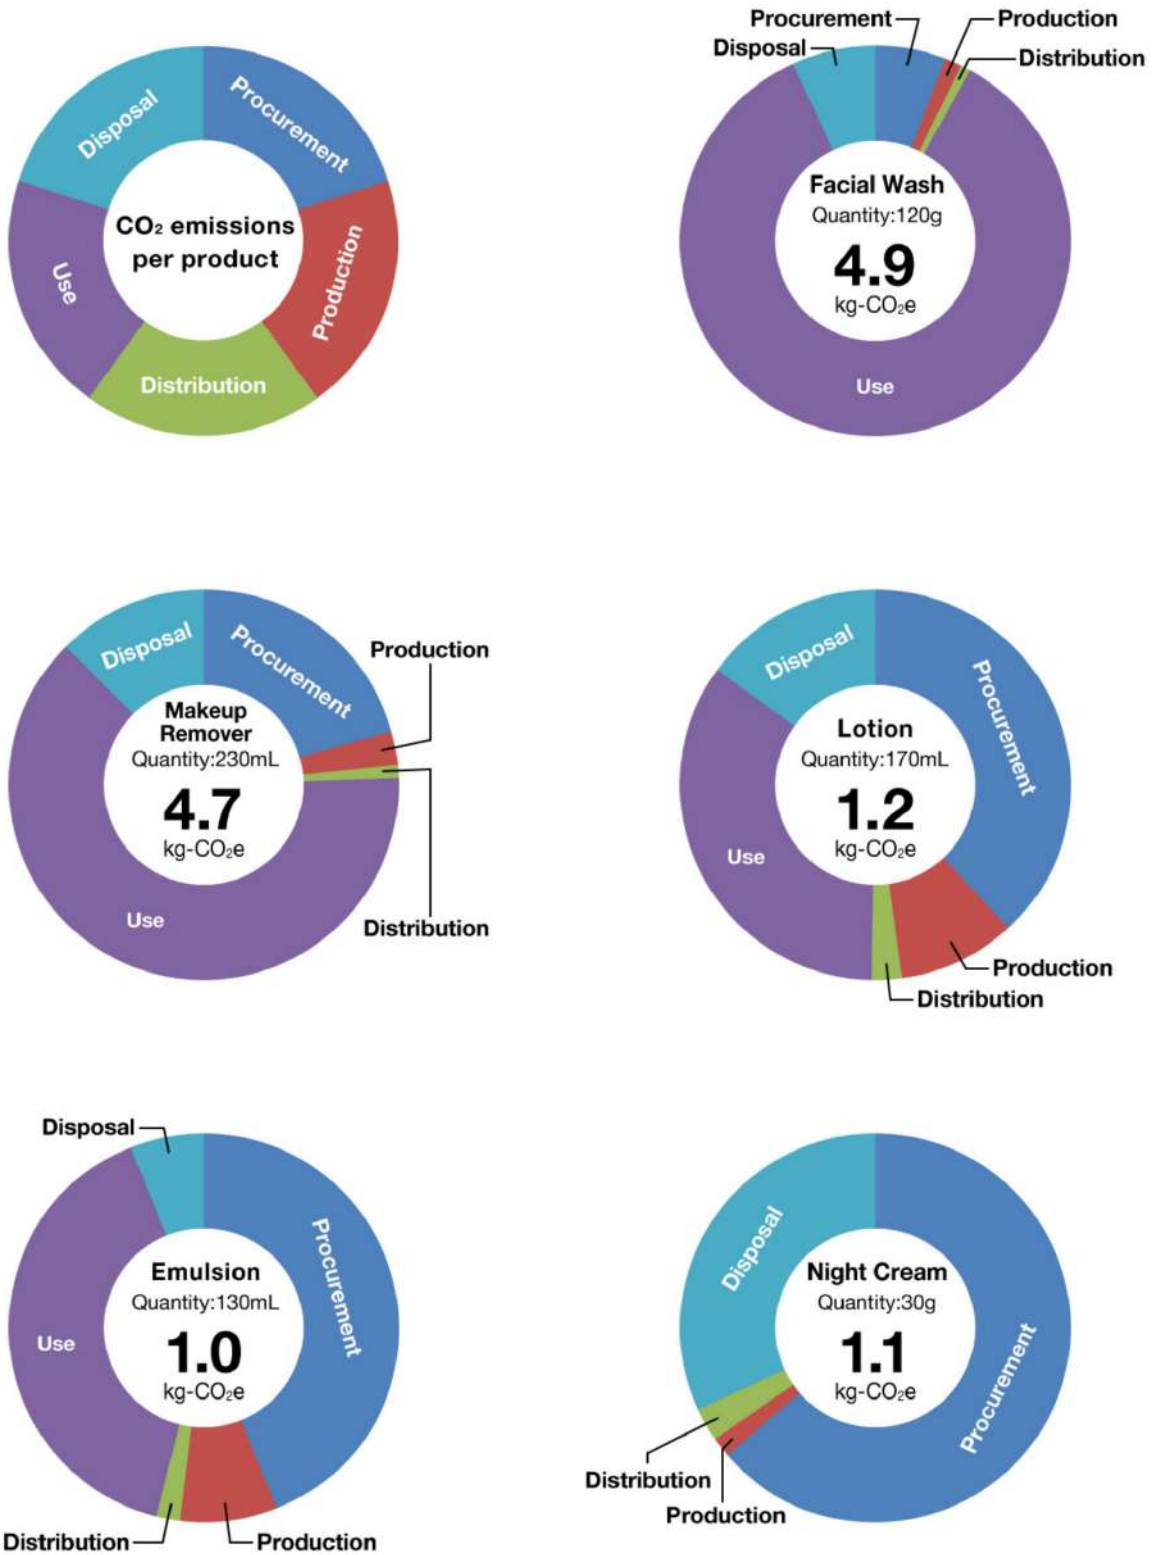 Disposal
Procurement
CO₂ emissions
per product
Use
Production
Distribution
Procurement
Production
Disposal
Distribution
Facial Wash
Quantity:120g
4.9
kg-CO₂e
Use
Disposal
Procurement
Production
Makeup
Remover
Quantity:230mL
4.7
kg-CO₂e
Use
Distribution
Disposal
Procurement
Lotion
Quantity:170mL
1.2
kg-CO₂e
Use
Production
Distribution
Disposal
Procurement
Emulsion
Quantity:130mL
1.0
kg-CO₂e
Use
Distribution
Production
Disposal
Night Cream
Quantity:30g
1.1
kg-CO₂e
Procurement
Distribution
Production